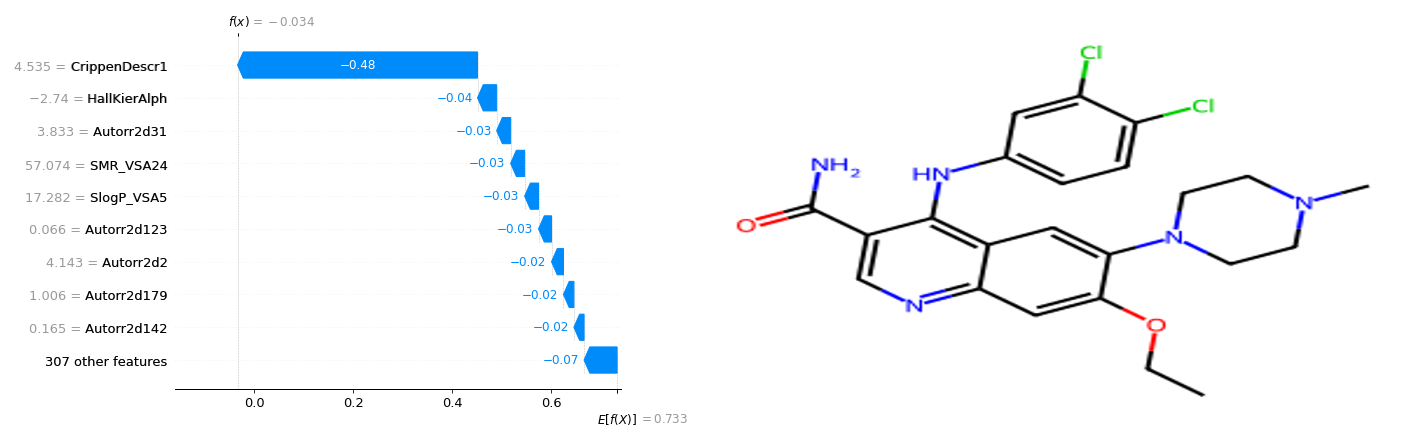 f(x) = −0.034
4.535 = CrippenDescr1
−0.48
−2.74 = HallKierAlph
−0.04
3.833 = Autorr2d31
−0.03
57.074 = SMR_VSA24
−0.03
17.282 = SlogP_VSA5
−0.03
0.066 = Autorr2d123
−0.03
4.143 = Autorr2d2
−0.02
1.006 = Autorr2d179
−0.02
0.165 = Autorr2d142
−0.02
307 other features
−0.07
0.0 0.2 0.4 0.6
E[f(X)] = 0.733
Cl
Cl
NH₂
HN
N
O
N
N
O